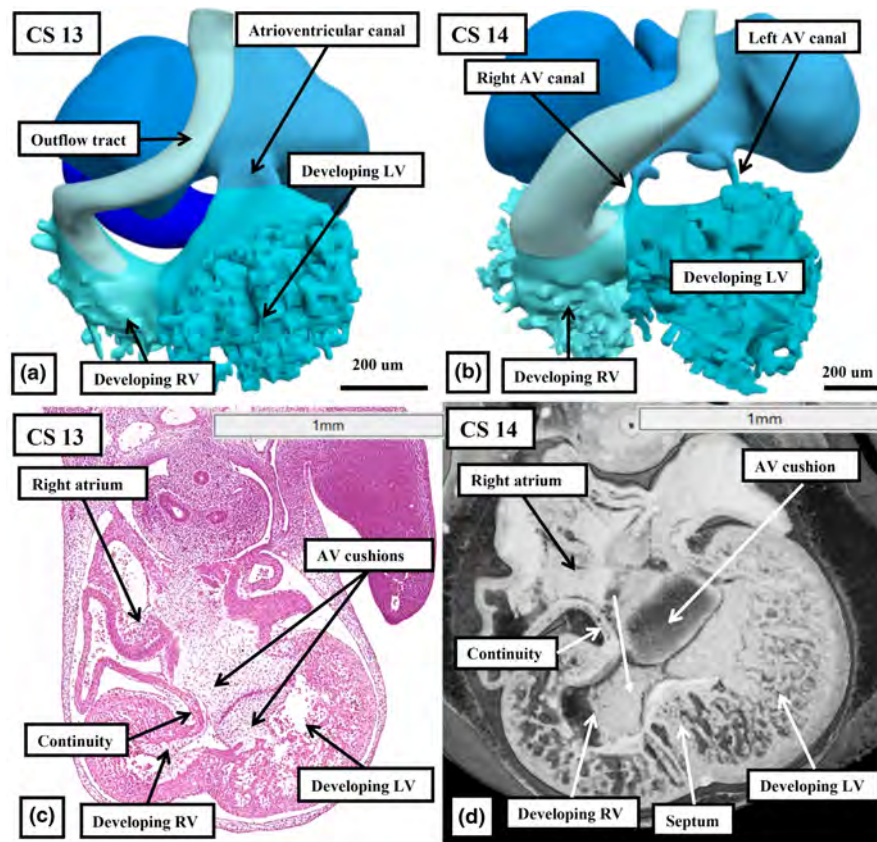 CS 13
Atrioventricular canal
Outflow tract
Developing LV
Developing RV
(a)
200 um
CS 14
Left AV canal
Right AV canal
Developing LV
Developing RV
(b)
200 um
CS 13
1mm
Right atrium
AV cushions
Continuity
Developing LV
Developing RV
(c)
CS 14
1mm
Right atrium
AV cushion
Continuity
Developing LV
Developing RV
Septum
(d)